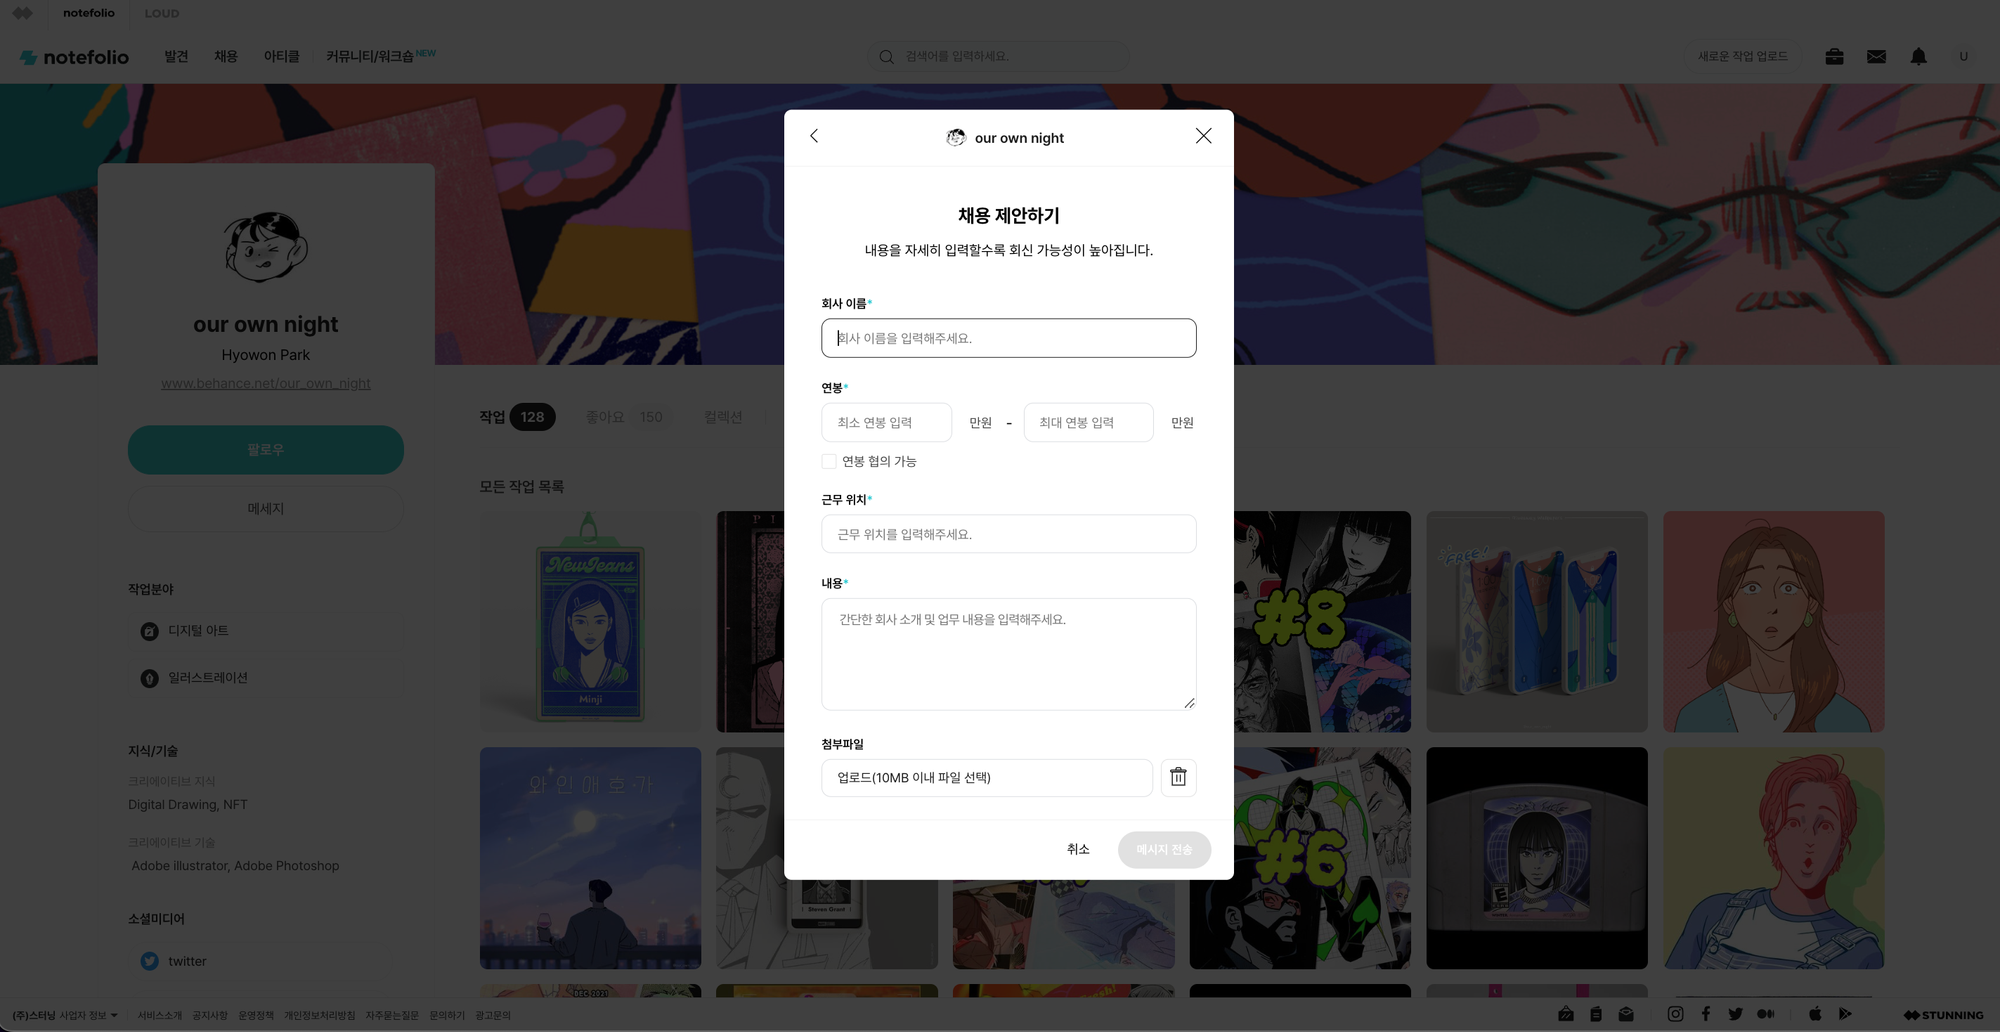 notefolio
LOUD
notefolio
발견
채용
아티클
커뮤니티/워크숍 NEW
검색어를 입력하세요.
새로운 작업 업로드
U
our own night
Hyowon Park
www.behance.net/our_own_night
팔로우
메세지
작업분야
디지털 아트
일러스트레이션
지식/기술
크리에이티브 지식
Digital Drawing, NFT
크리에이티브 기술
Adobe illustrator, Adobe Photoshop
소셜미디어
twitter
작업 128
좋아요 150
컬렉션
모든 작업 목록
NewJeans
Minji
와인애호가
Steven Grant
#8
#6
FREE!
DEC 2021
our own night
채용 제안하기
내용을 자세히 입력할수록 회신 가능성이 높아집니다.
회사 이름*
회사 이름을 입력해주세요.
연봉*
최소 연봉 입력 만원 - 최대 연봉 입력 만원
연봉 협의 가능
근무 위치*
근무 위치를 입력해주세요.
내용*
간단한 회사 소개 및 업무 내용을 입력해주세요.
첨부파일
업로드(10MB 이내 파일 선택)
취소
메시지 전송
(주)스터닝 사업자 정보
서비스소개 공지사항 운영정책 개인정보처리방침 자주묻는질문 문의하기 광고문의
STUNNING